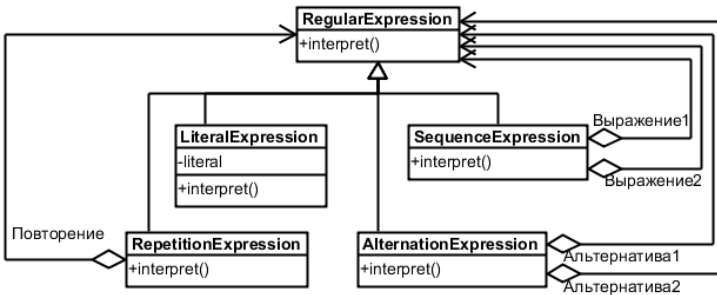 RegularExpression
+interpret()
Выражение1
LiteralExpression
-literal
+interpret()
SequenceExpression
+interpret()
Выражение2
Повторение
RepetitionExpression
+interpret()
AlternationExpression
+interpret()
Альтернатива1
Альтернатива2